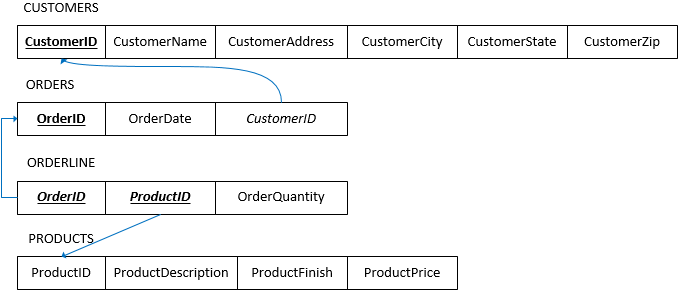 CUSTOMERS
CustomerID CustomerName CustomerAddress CustomerCity CustomerState CustomerZip
ORDERS
OrderID OrderDate CustomerID
ORDERLINE
OrderID ProductID OrderQuantity
PRODUCTS
ProductID ProductDescription ProductFinish ProductPrice